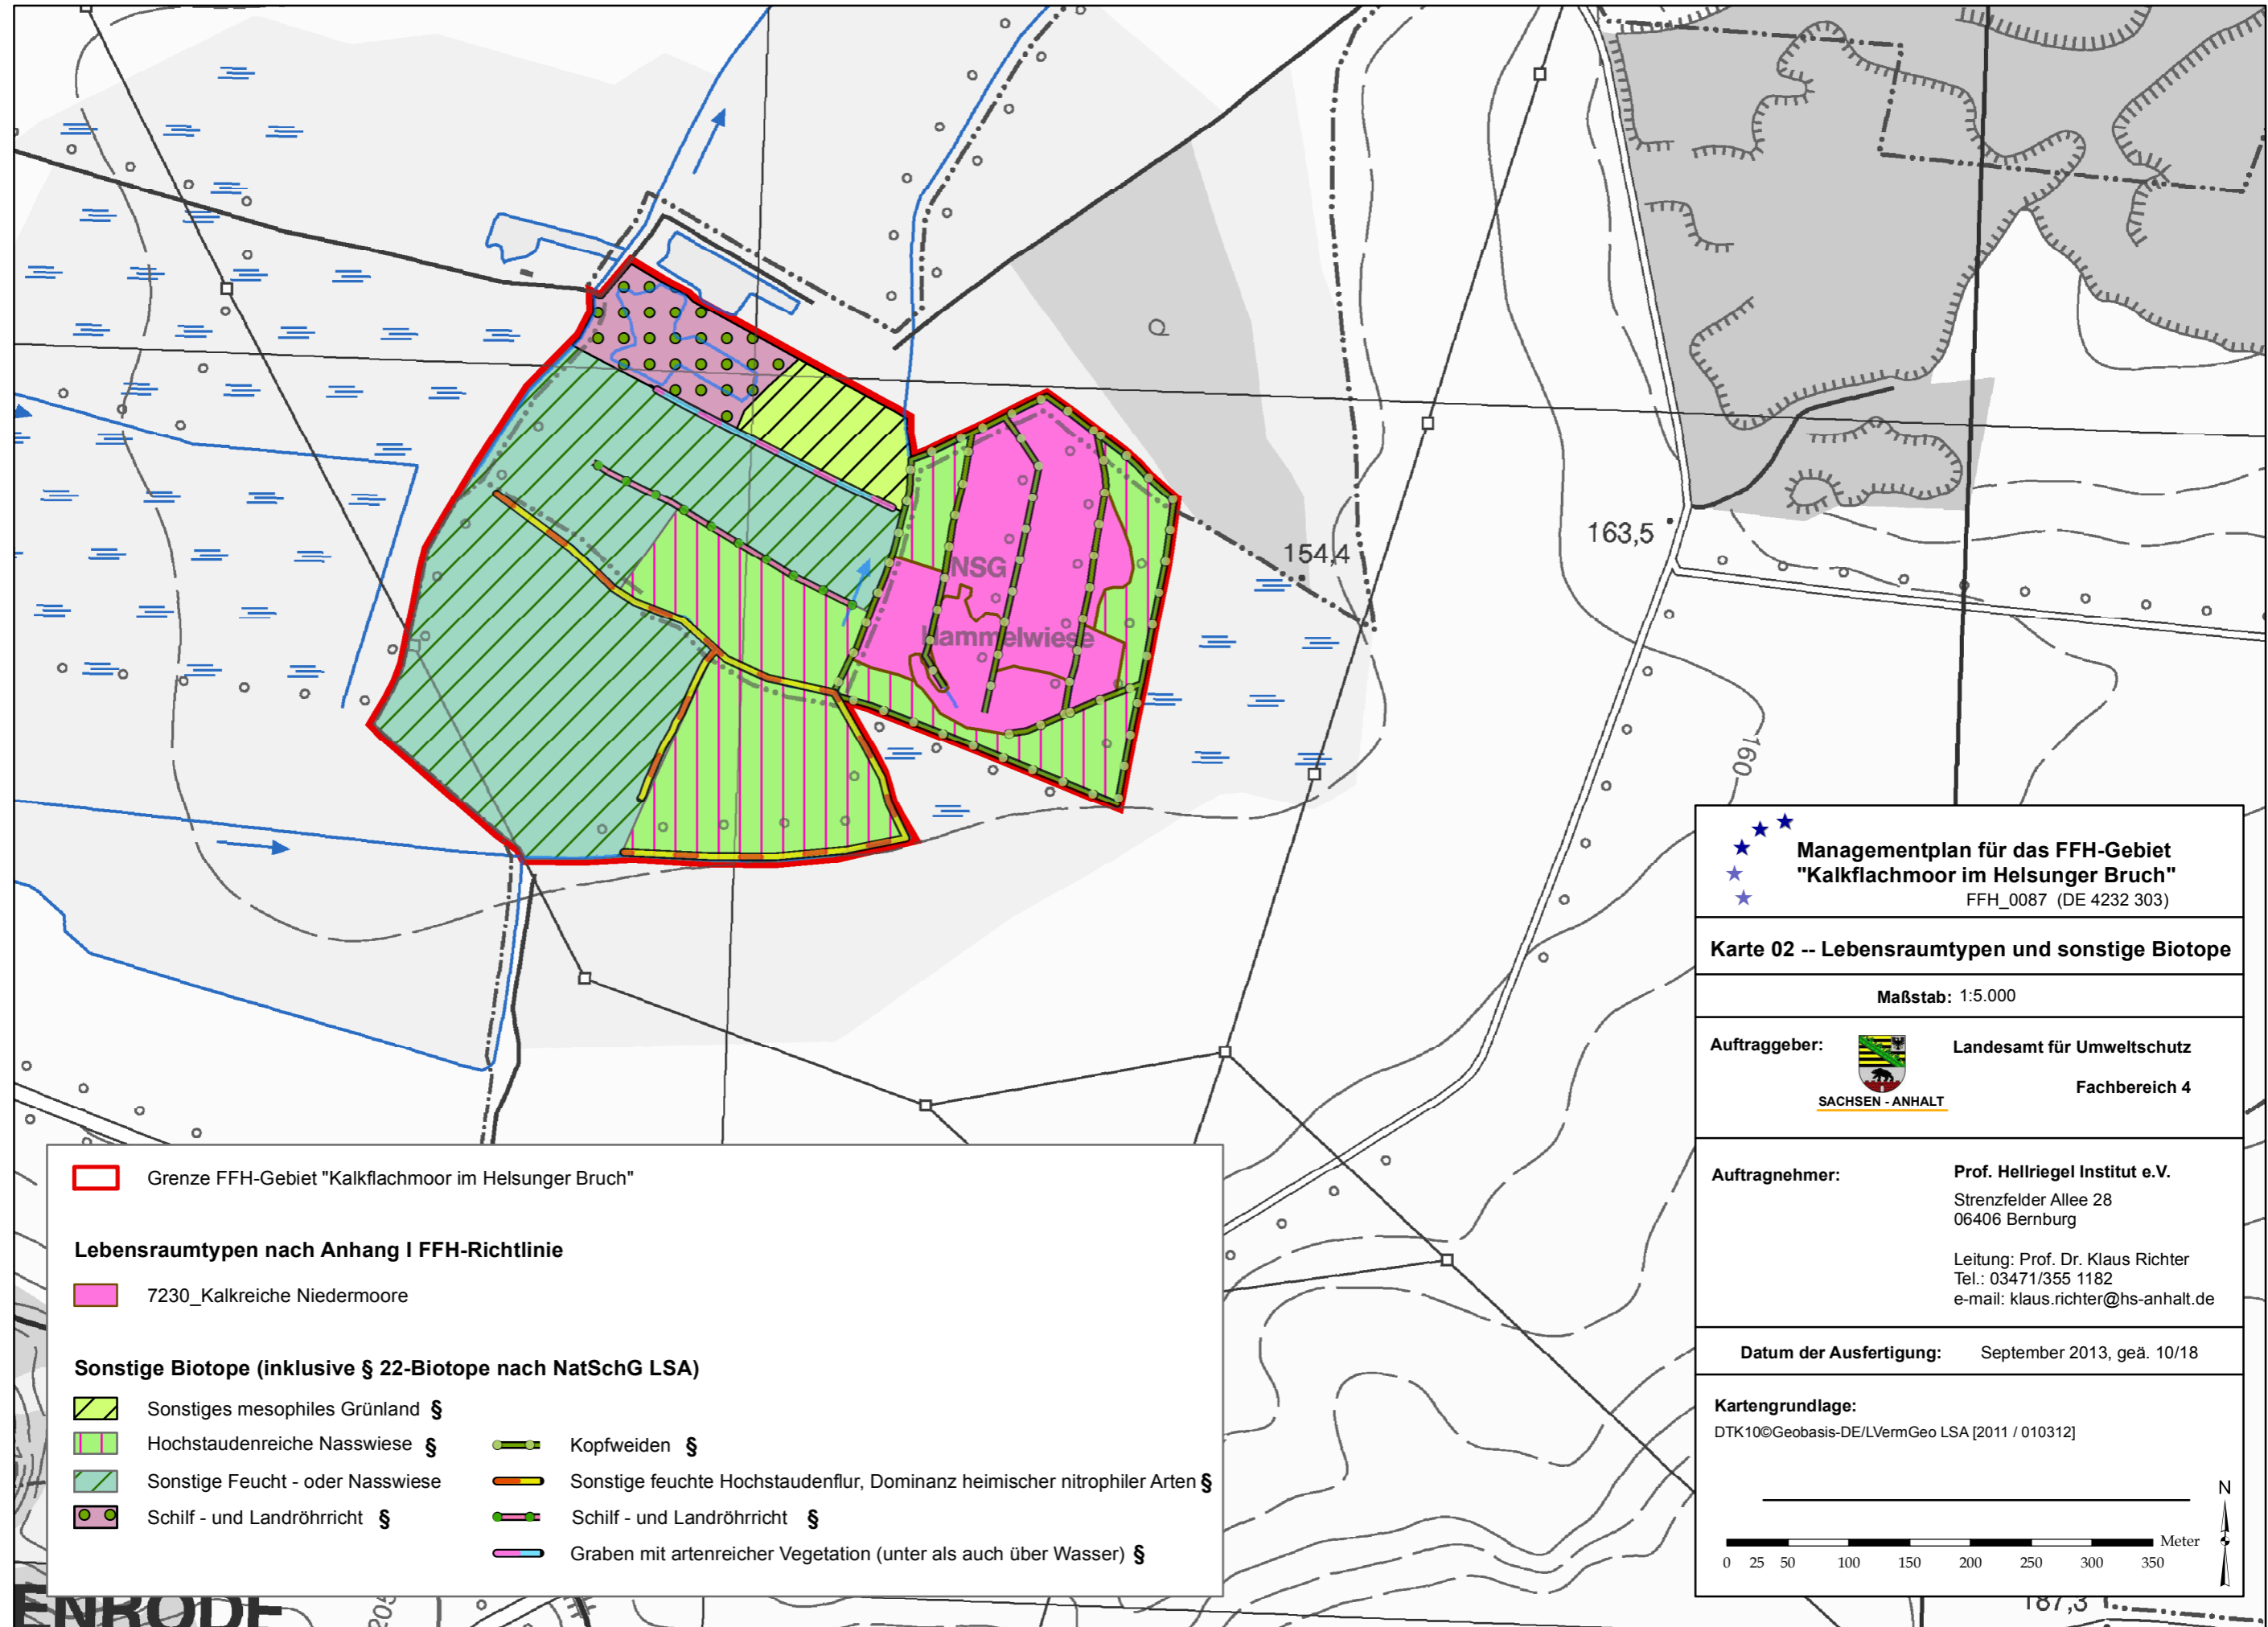 NSG
Hammelwiese
154,4
163,5
160
Managementplan für das FFH-Gebiet
"Kalkflachmoor im Helsunger Bruch"
FFH_0087 (DE 4232 303)
Karte 02 -- Lebensraumtypen und sonstige Biotope
Maßstab: 1:5.000
Auftraggeber:
SACHSEN - ANHALT
Landesamt für Umweltschutz
Fachbereich 4
Auftragnehmer:
Prof. Hellriegel Institut e.V.
Strenzfelder Allee 28
06406 Bernburg
Leitung: Prof. Dr. Klaus Richter
Tel.: 03471/355 1182
e-mail: klaus.richter@hs-anhalt.de
Datum der Ausfertigung: September 2013, geä. 10/18
Kartengrundlage:
DTK10©Geobasis-DE/LVermGeo LSA [2011 / 010312]
N
Meter
0 25 50 100 150 200 250 300 350
Grenze FFH-Gebiet "Kalkflachmoor im Helsunger Bruch"
Lebensraumtypen nach Anhang I FFH-Richtlinie
7230_Kalkreiche Niedermoore
Sonstige Biotope (inklusive § 22-Biotope nach NatSchG LSA)
Sonstiges mesophiles Grünland §
Hochstaudenreiche Nasswiese §
Sonstige Feucht - oder Nasswiese
Schilf - und Landröhrricht §
Kopfweiden §
Sonstige feuchte Hochstaudenflur, Dominanz heimischer nitrophiler Arten §
Schilf - und Landröhrricht §
Graben mit artenreicher Vegetation (unter als auch über Wasser) §
ENRODE
205
187,3